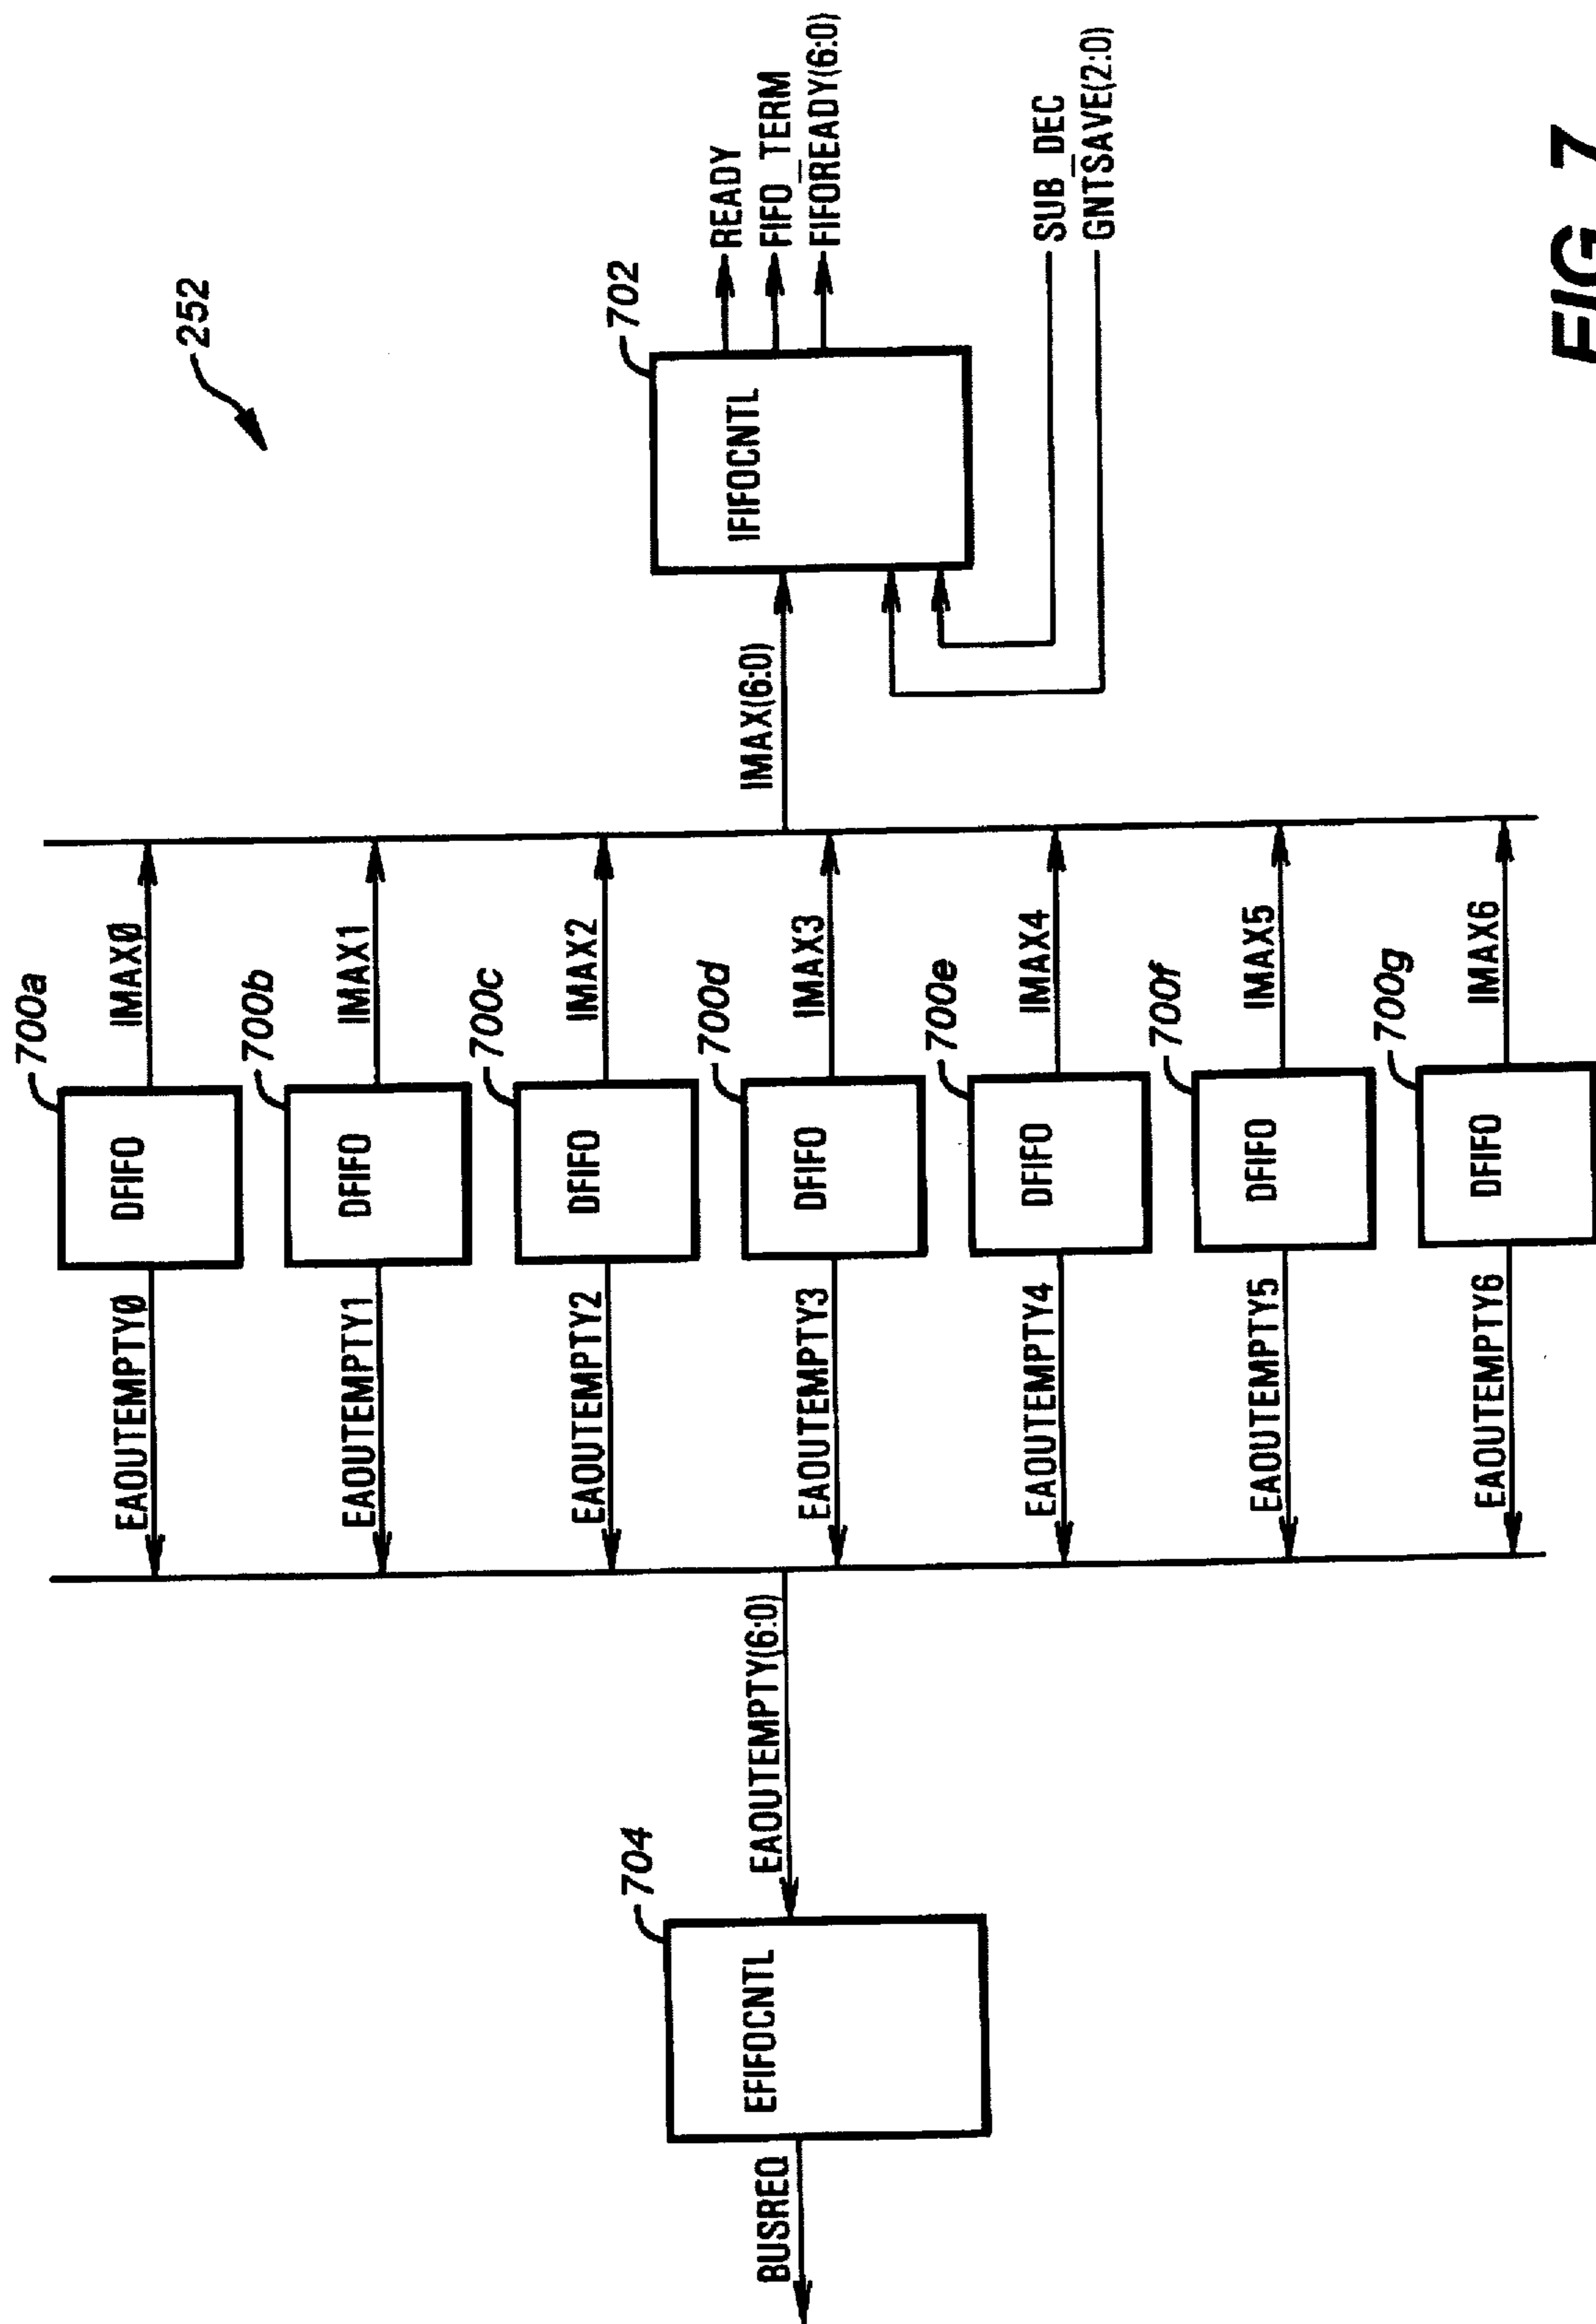 252
700a
DFIFO
EAOUTEMPTYØ
IMAXØ
700b
DFIFO
EAOUTEMPTY1
IMAX1
700c
DFIFO
EAOUTEMPTY2
IMAX2
700d
DFIFO
EAOUTEMPTY3
IMAX3
700e
DFIFO
EAOUTEMPTY4
IMAX4
700f
DFIFO
EAOUTEMPTY5
IMAX5
700g
DFIFO
EAOUTEMPTY6
IMAX6
704
EFIFOCNTL
BUSREQ
EAOUTEMPTY(6:0)
IMAX(6:0)
702
IFIFOCNTL
READY
FIFO_TERM
FIFOREADY(6:0)
SUB_DEC
GNTSAVE(2:0)
FIG. 7